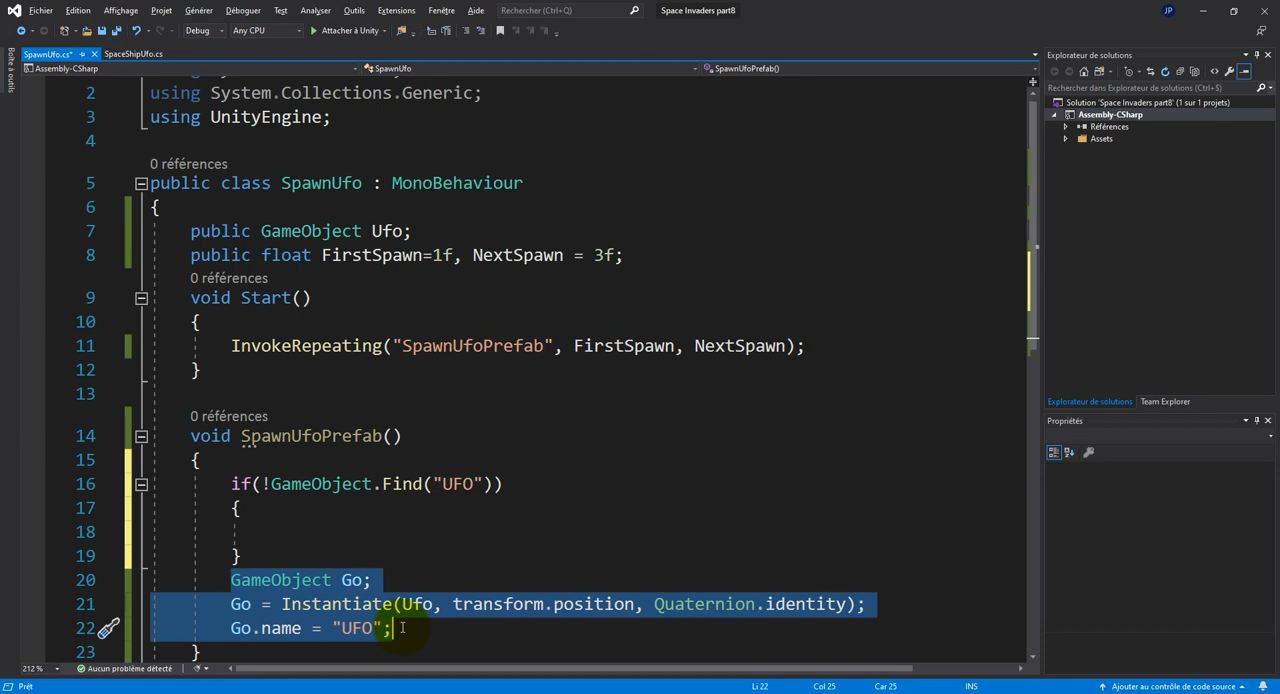 Fichier Edition Affichage Projet Générer Déboguer Test Analyser Outils Extensions Fenêtre Aide Rechercher (Ctrl+Q) Space Invaders part8 JP
Debug Any CPU Attacher à Unity
Boîte à outils
SpawnUfo.cs* SpaceShipUfo.cs
Assembly-CSharp SpawnUfo SpawnUfoPrefab()
2 using System.Collections.Generic;
3 using UnityEngine;
4
0 références
5 public class SpawnUfo : MonoBehaviour
6 {
7 public GameObject Ufo;
8 public float FirstSpawn=1f, NextSpawn = 3f;
0 références
9 void Start()
10 {
11 InvokeRepeating("SpawnUfoPrefab", FirstSpawn, NextSpawn);
12 }
13
0 références
14 void SpawnUfoPrefab()
15 {
16 if(!GameObject.Find("UFO"))
17 {
18
19 }
20 GameObject Go;
21 Go = Instantiate(Ufo, transform.position, Quaternion.identity);
22 Go.name = "UFO";
23 }
212 % Aucun problème détecté
Li 22 Col 25 Car 25 INS
Prêt
Ajouter au contrôle de code source
Explorateur de solutions
Rechercher dans Explorateur de solutions (Ctrl+$)
Solution 'Space Invaders part8' (1 sur 1 projets)
Assembly-CSharp
Références
Assets
Explorateur de solutions Team Explorer
Propriétés